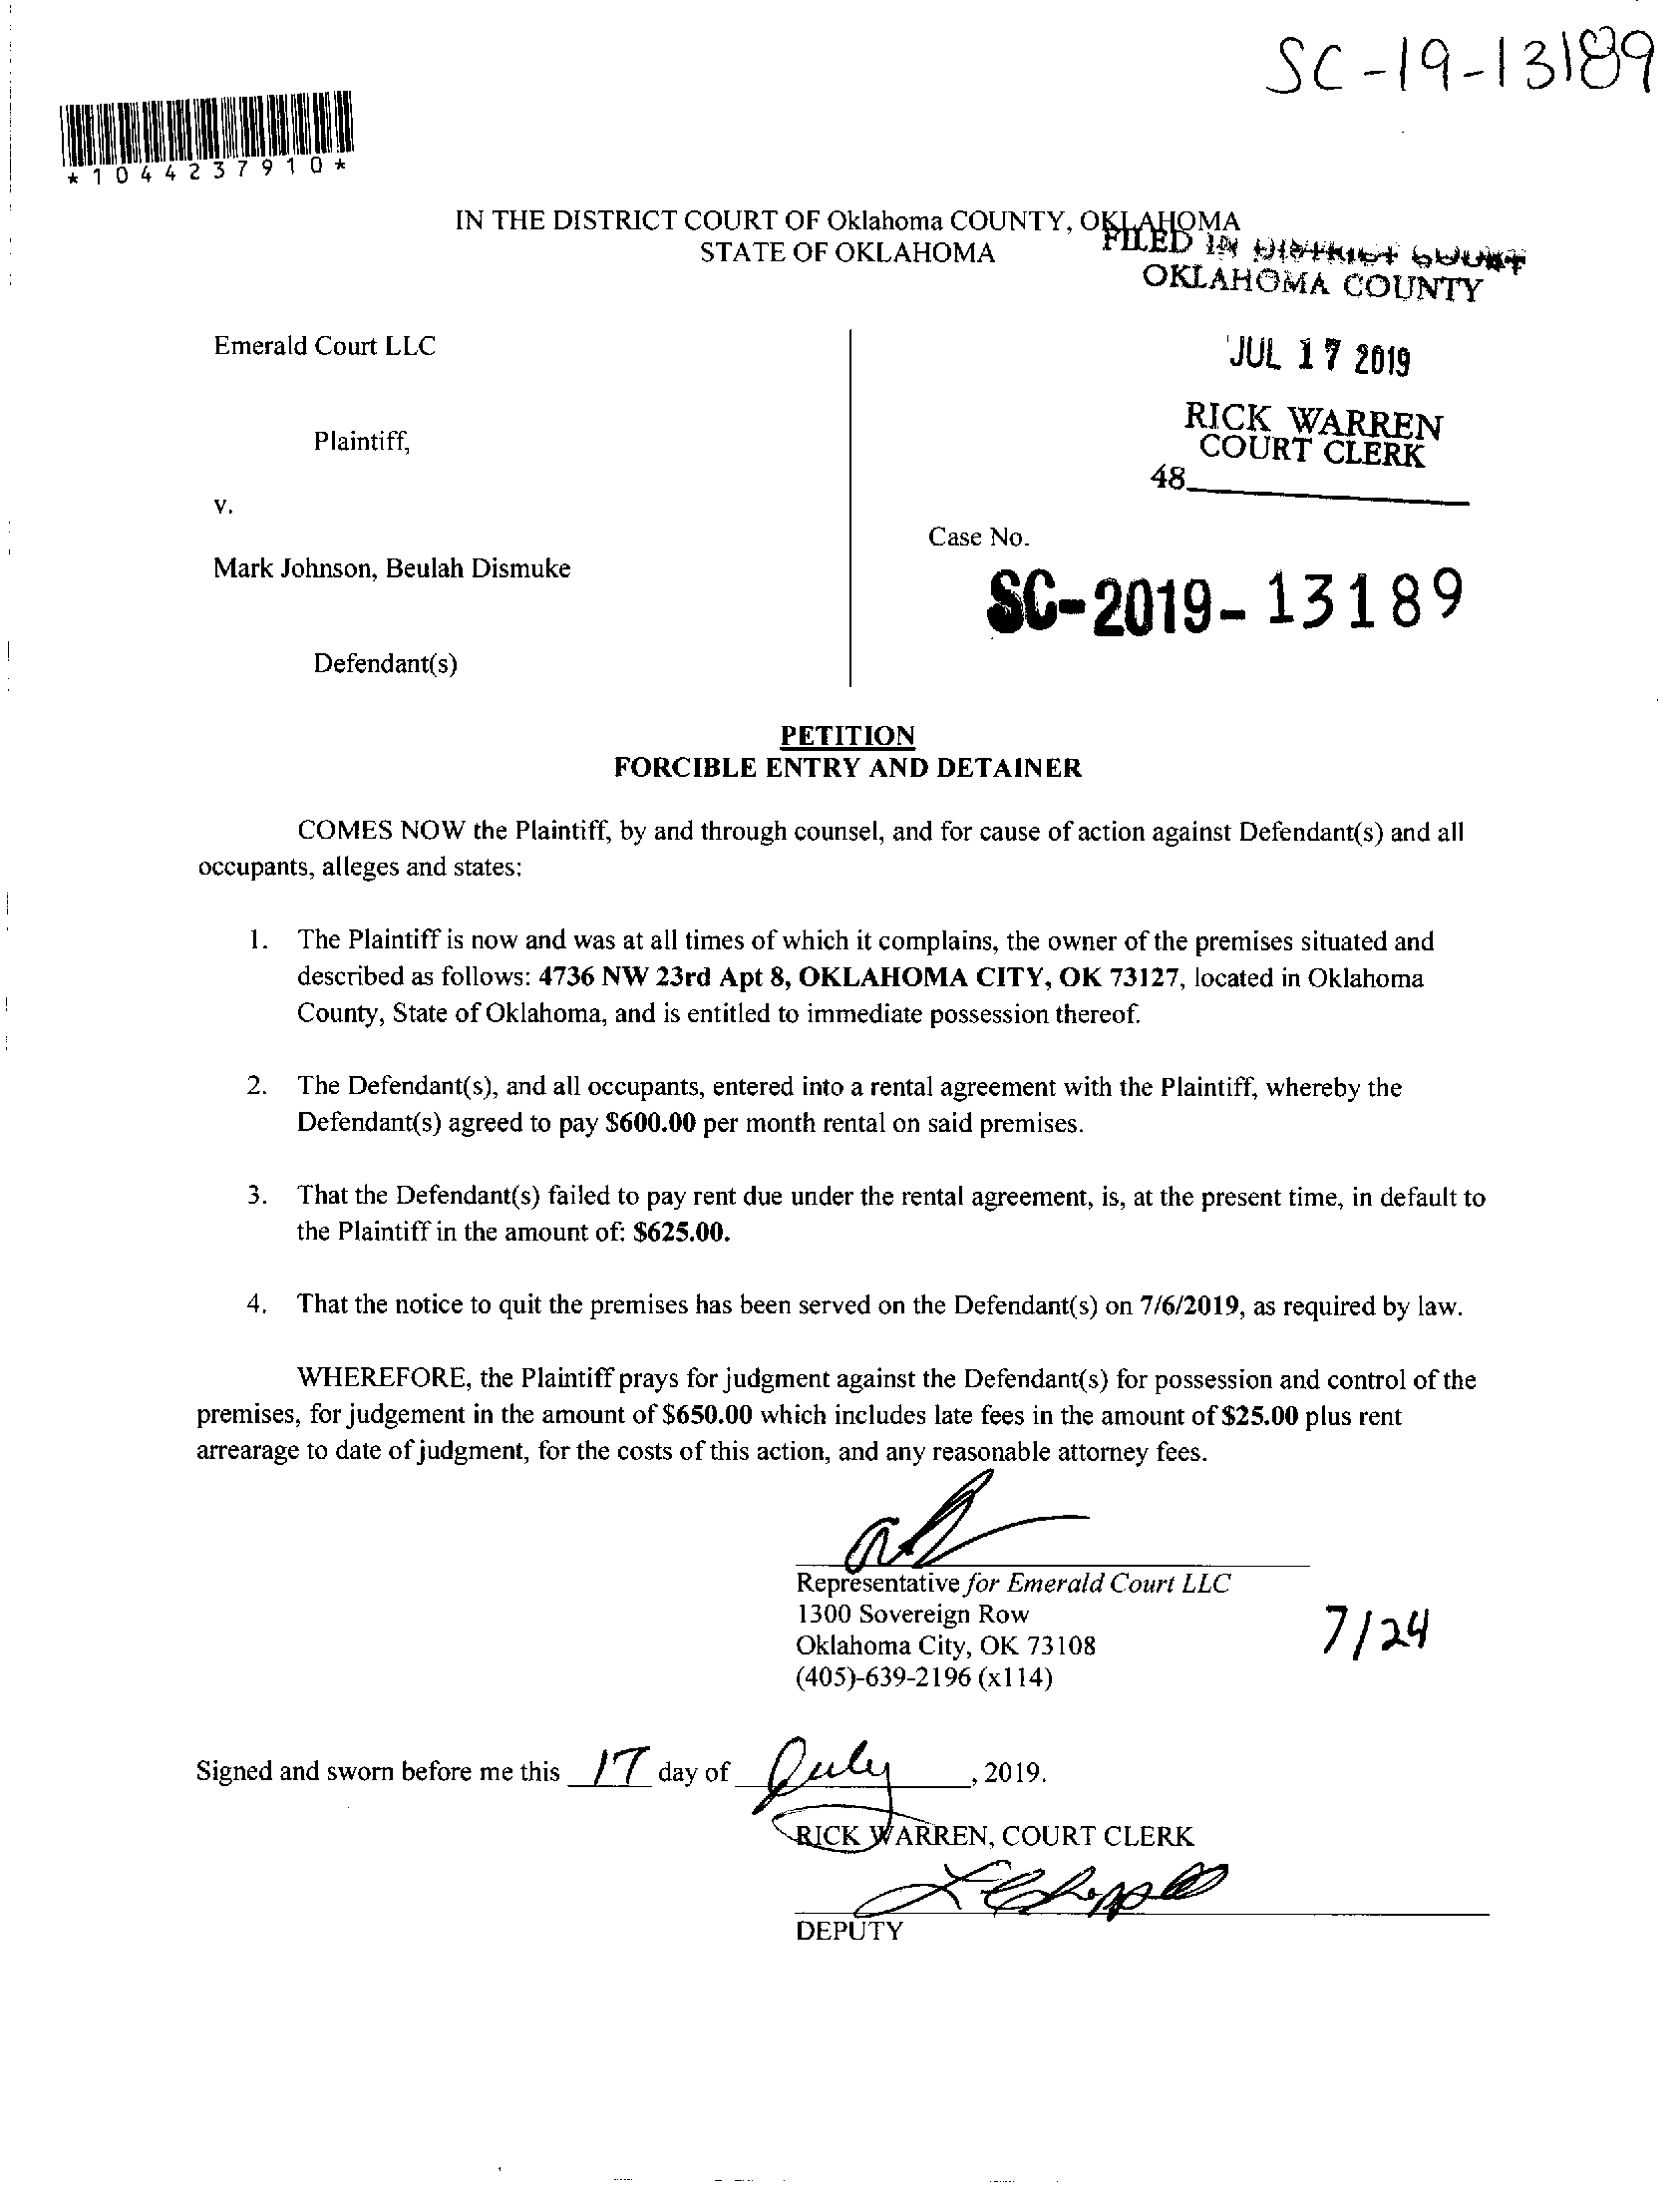 SC-19-13189
*1044237910*
IN THE DISTRICT COURT OF Oklahoma COUNTY, OKLAHOMA
STATE OF OKLAHOMA
FILED IN DISTRICT COURT
OKLAHOMA COUNTY
Emerald Court LLC
JUL 17 2019
RICK WARREN
COURT CLERK
Plaintiff,
48
v.
Case No.
Mark Johnson, Beulah Dismuke
SC-2019-13189
Defendant(s)
PETITION
FORCIBLE ENTRY AND DETAINER
COMES NOW the Plaintiff, by and through counsel, and for cause of action against Defendant(s) and all
occupants, alleges and states:
1. The Plaintiff is now and was at all times of which it complains, the owner of the premises situated and
described as follows: 4736 NW 23rd Apt 8, OKLAHOMA CITY, OK 73127, located in Oklahoma
County, State of Oklahoma, and is entitled to immediate possession thereof.
2. The Defendant(s), and all occupants, entered into a rental agreement with the Plaintiff, whereby the
Defendant(s) agreed to pay $600.00 per month rental on said premises.
3. That the Defendant(s) failed to pay rent due under the rental agreement, is, at the present time, in default to
the Plaintiff in the amount of: $625.00.
4. That the notice to quit the premises has been served on the Defendant(s) on 7/6/2019, as required by law.
WHEREFORE, the Plaintiff prays for judgment against the Defendant(s) for possession and control of the
premises, for judgement in the amount of $650.00 which includes late fees in the amount of $25.00 plus rent
arrearage to date of judgment, for the costs of this action, and any reasonable attorney fees.
Representative for Emerald Court LLC
1300 Sovereign Row
Oklahoma City, OK 73108
(405)-639-2196 (x114)
7/24
Signed and sworn before me this 17 day of July, 2019.
RICK WARREN, COURT CLERK
DEPUTY